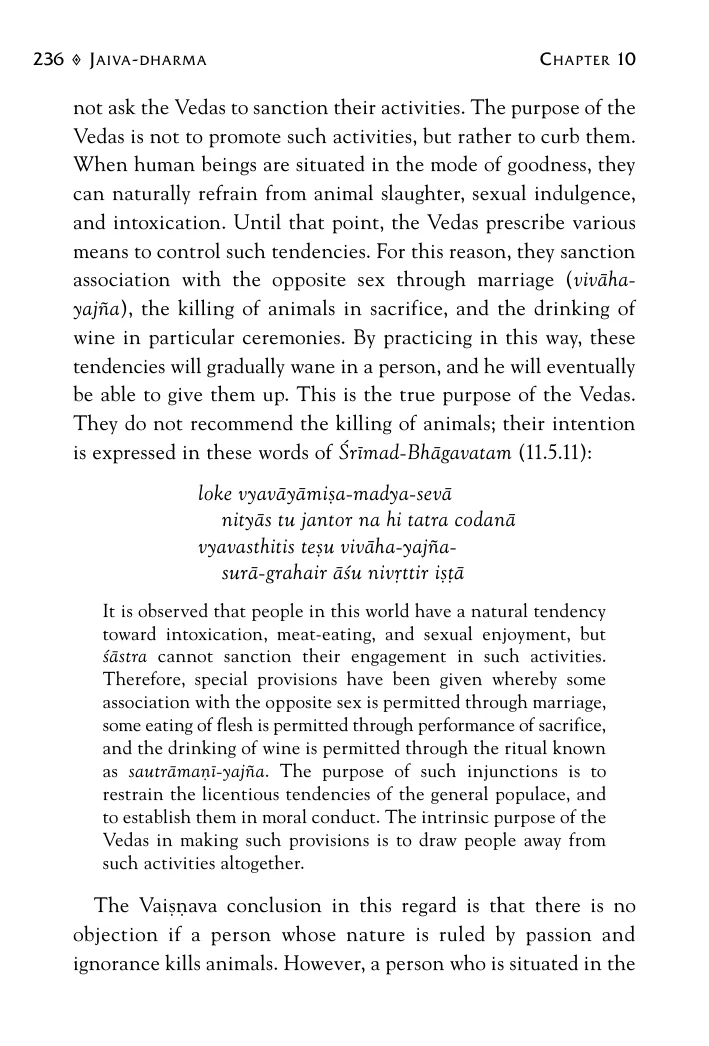 236 ◊ JAIVA-DHARMA CHAPTER 10
not ask the Vedas to sanction their activities. The purpose of the
Vedas is not to promote such activities, but rather to curb them.
When human beings are situated in the mode of goodness, they
can naturally refrain from animal slaughter, sexual indulgence,
and intoxication. Until that point, the Vedas prescribe various
means to control such tendencies. For this reason, they sanction
association with the opposite sex through marriage (vivāha-
yajña), the killing of animals in sacrifice, and the drinking of
wine in particular ceremonies. By practicing in this way, these
tendencies will gradually wane in a person, and he will eventually
be able to give them up. This is the true purpose of the Vedas.
They do not recommend the killing of animals; their intention
is expressed in these words of Śrīmad-Bhāgavatam (11.5.11):
loke vyavāyāmiṣa-madya-sevā
nityās tu jantor na hi tatra codanā
vyavasthitis teṣu vivāha-yajña-
surā-grahair āśu nivṛttir iṣṭā
It is observed that people in this world have a natural tendency
toward intoxication, meat-eating, and sexual enjoyment, but
śāstra cannot sanction their engagement in such activities.
Therefore, special provisions have been given whereby some
association with the opposite sex is permitted through marriage,
some eating of flesh is permitted through performance of sacrifice,
and the drinking of wine is permitted through the ritual known
as sautrāmaṇī-yajña. The purpose of such injunctions is to
restrain the licentious tendencies of the general populace, and
to establish them in moral conduct. The intrinsic purpose of the
Vedas in making such provisions is to draw people away from
such activities altogether.
The Vaiṣṇava conclusion in this regard is that there is no
objection if a person whose nature is ruled by passion and
ignorance kills animals. However, a person who is situated in the